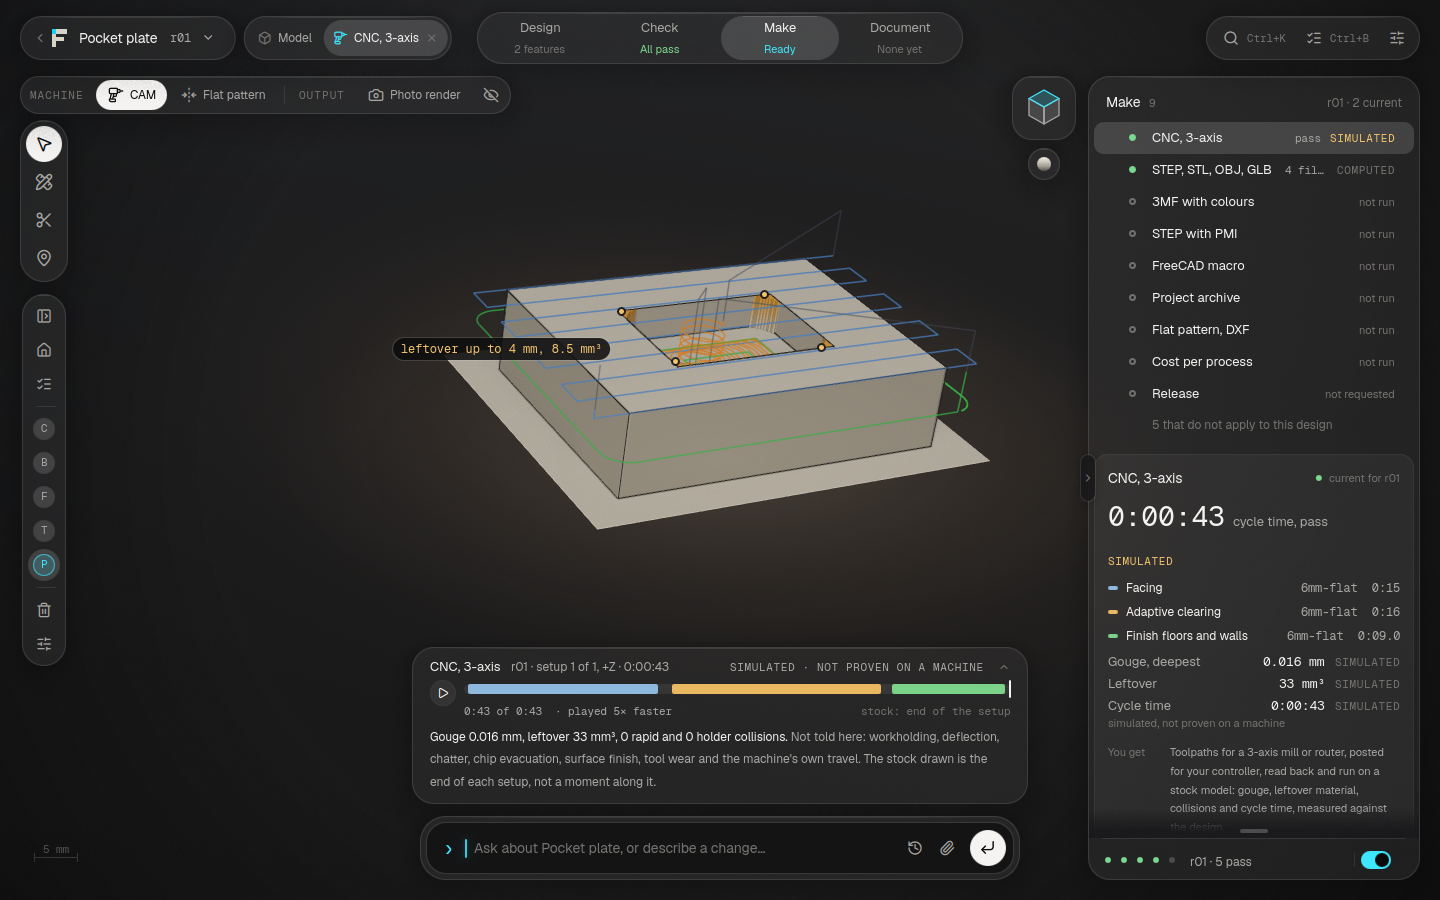 Pocket plate r01
Model
CNC, 3-axis
Design
2 features
Check
All pass
Make
Ready
Document
None yet
Ctrl+K
Ctrl+B
MACHINE
CAM
Flat pattern
OUTPUT
Photo render
C
B
F
T
P
leftover up to 4 mm, 8.5 mm³
5 mm
Make 9
r01 · 2 current
CNC, 3-axis pass SIMULATED
STEP, STL, OBJ, GLB 4 fil… COMPUTED
3MF with colours not run
STEP with PMI not run
FreeCAD macro not run
Project archive not run
Flat pattern, DXF not run
Cost per process not run
Release not requested
5 that do not apply to this design
CNC, 3-axis current for r01
0:00:43 cycle time, pass
SIMULATED
Facing 6mm-flat 0:15
Adaptive clearing 6mm-flat 0:16
Finish floors and walls 6mm-flat 0:09.0
Gouge, deepest 0.016 mm SIMULATED
Leftover 33 mm³ SIMULATED
Cycle time 0:00:43 SIMULATED
simulated, not proven on a machine
You get Toolpaths for a 3-axis mill or router, posted
for your controller, read back and run on a
stock model: gouge, leftover material,
collisions and cycle time, measured against
the design
r01 · 5 pass
CNC, 3-axis r01 · setup 1 of 1, +Z · 0:00:43 SIMULATED · NOT PROVEN ON A MACHINE
0:43 of 0:43 · played 5× faster stock: end of the setup
Gouge 0.016 mm, leftover 33 mm³, 0 rapid and 0 holder collisions. Not told here: workholding, deflection,
chatter, chip evacuation, surface finish, tool wear and the machine's own travel. The stock drawn is the
end of each setup, not a moment along it.
Ask about Pocket plate, or describe a change…